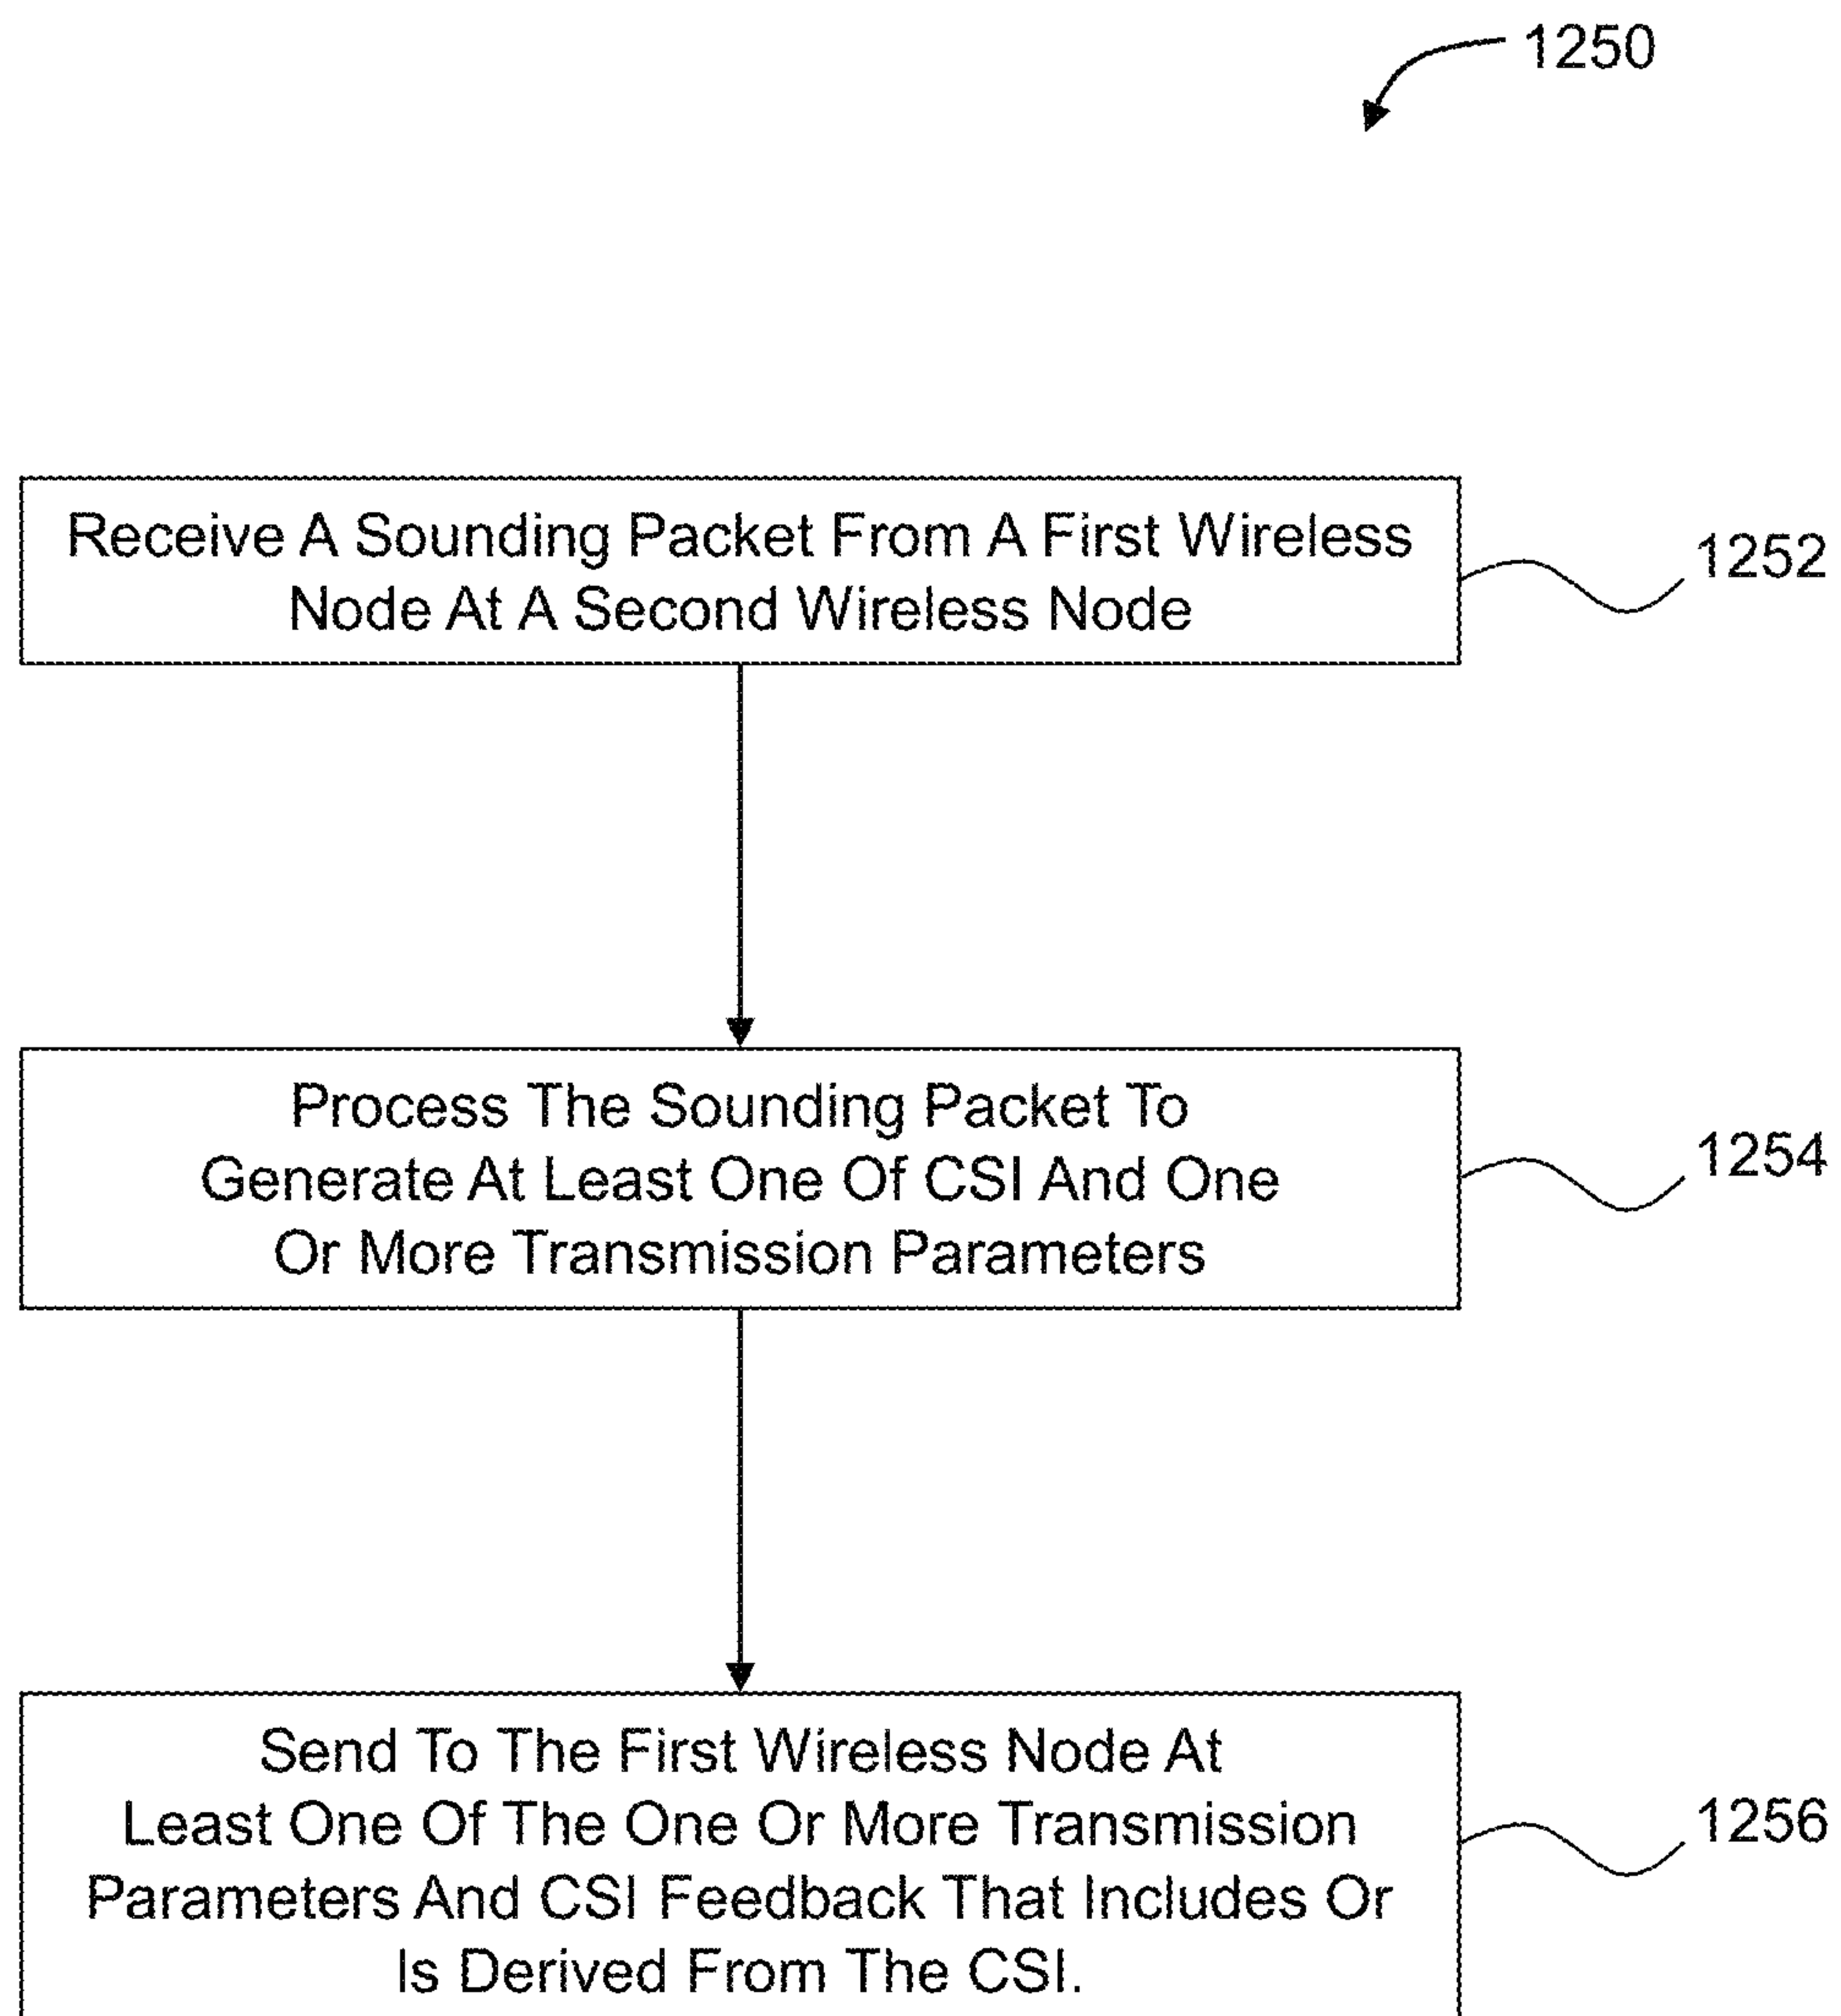 1250
Receive A Sounding Packet From A First Wireless
Node At A Second Wireless Node
1252
Process The Sounding Packet To
Generate At Least One Of CSI And One
Or More Transmission Parameters
1254
Send To The First Wireless Node At
Least One Of The One Or More Transmission
Parameters And CSI Feedback That Includes Or
Is Derived From The CSI.
1256